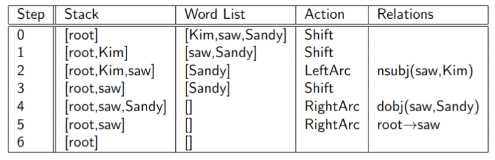 Step Stack Word List Action Relations
0 [root] [Kim,saw,Sandy] Shift
1 [root,Kim] [saw,Sandy] Shift
2 [root,Kim,saw] [Sandy] LeftArc nsubj(saw,Kim)
3 [root,saw] [Sandy] Shift
4 [root,saw,Sandy] [] RightArc dobj(saw,Sandy)
5 [root,saw] [] RightArc root→saw
6 [root] []